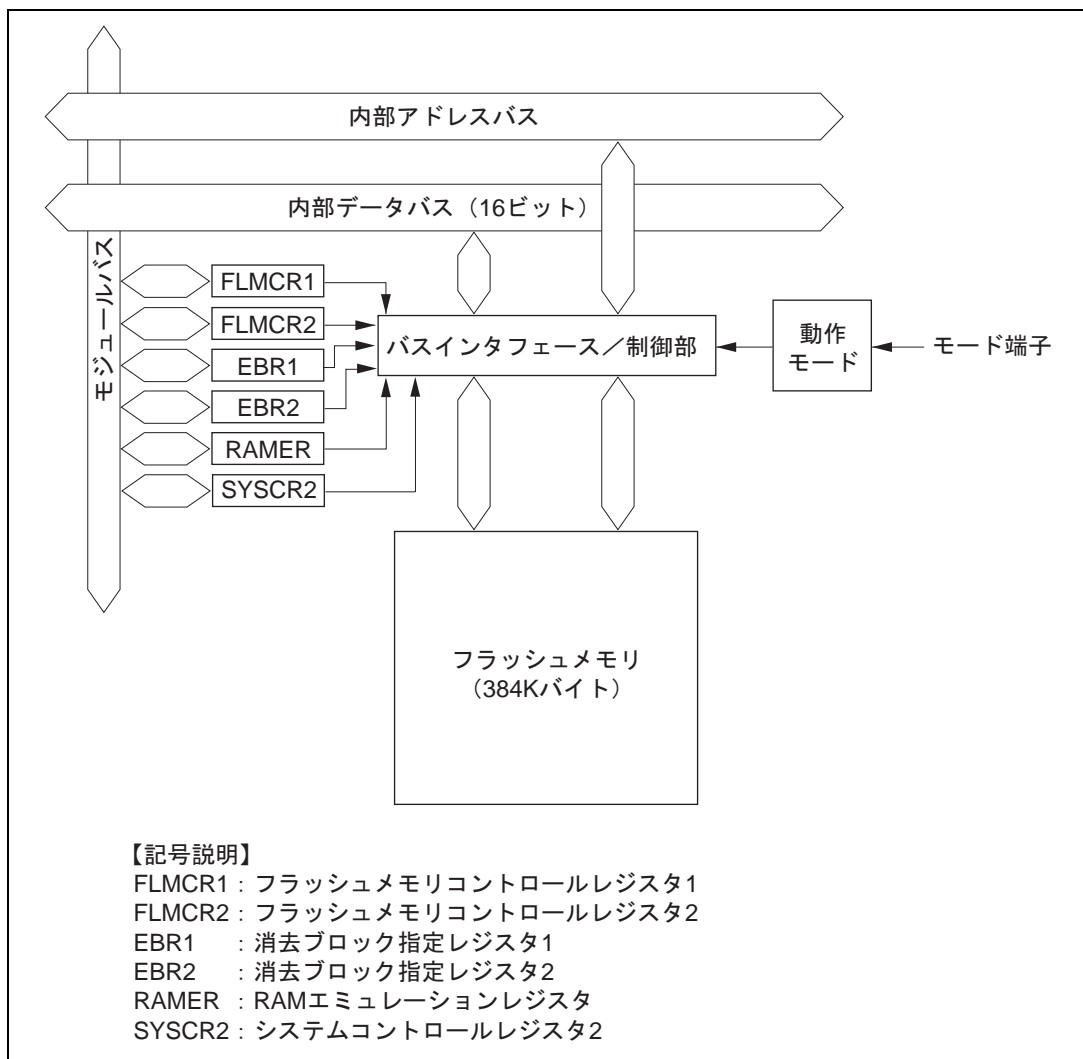 内部アドレスバス
内部データバス（16ビット）
モジュールバス
FLMCR1
FLMCR2
EBR1
EBR2
RAMER
SYSCR2
バスインタフェース／制御部
動作
モード
モード端子
フラッシュメモリ
（384Kバイト）
【記号説明】
FLMCR1：フラッシュメモリコントロールレジスタ1
FLMCR2：フラッシュメモリコントロールレジスタ2
EBR1　：消去ブロック指定レジスタ1
EBR2　：消去ブロック指定レジスタ2
RAMER ：RAMエミュレーションレジスタ
SYSCR2：システムコントロールレジスタ2